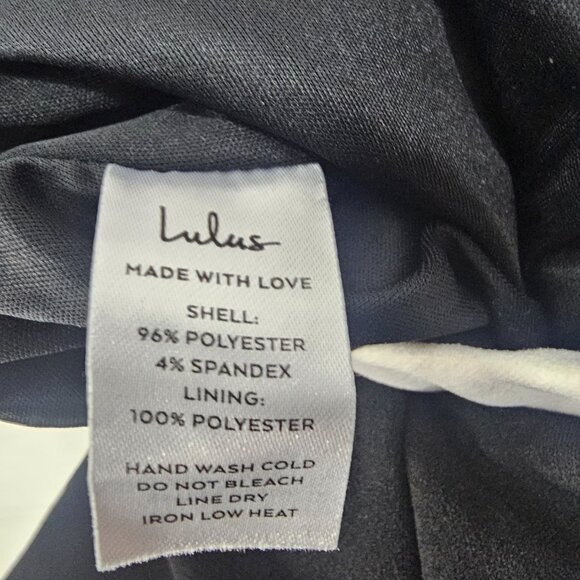 Lulus
MADE WITH LOVE
SHELL:
96% POLYESTER
4% SPANDEX
LINING:
100% POLYESTER
HAND WASH COLD
DO NOT BLEACH
LINE DRY
IRON LOW HEAT